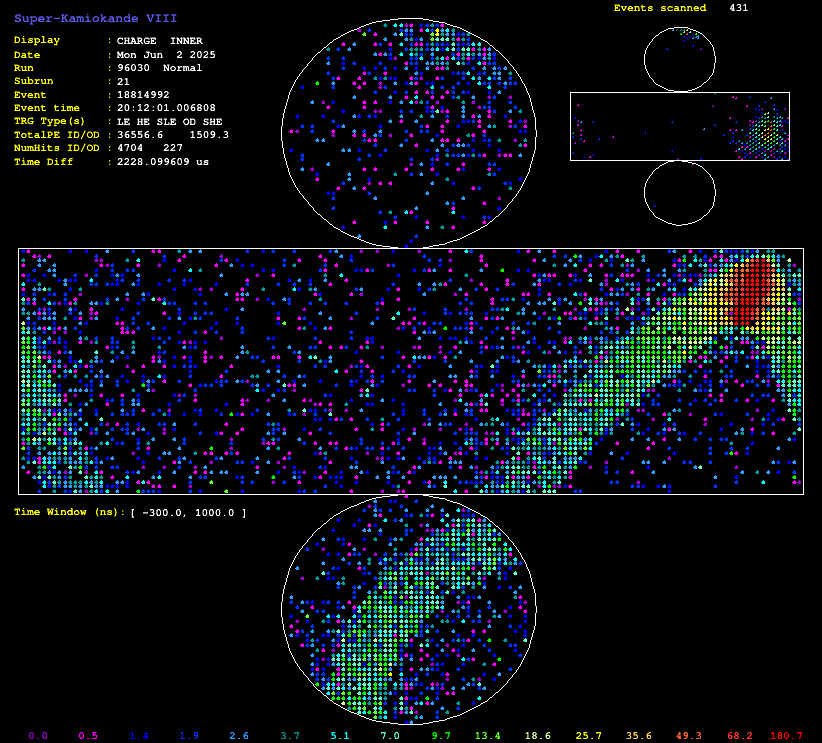 Super-Kamiokande VIII
Events scanned 431
Display : CHARGE INNER
Date : Mon Jun 2 2025
Run : 96030 Normal
Subrun : 21
Event : 18814992
Event time : 20:12:01.006808
TRG Type(s) : LE HE SLE OD SHE
TotalPE ID/OD : 36556.6 1509.3
NumHits ID/OD : 4704 227
Time Diff : 2228.099609 us
Time Window (ns): [ -300.0, 1000.0 ]
0.0 0.5 1.4 1.9 2.6 3.7 5.1 7.0 9.7 13.4 18.6 25.7 35.6 49.3 68.2 180.7